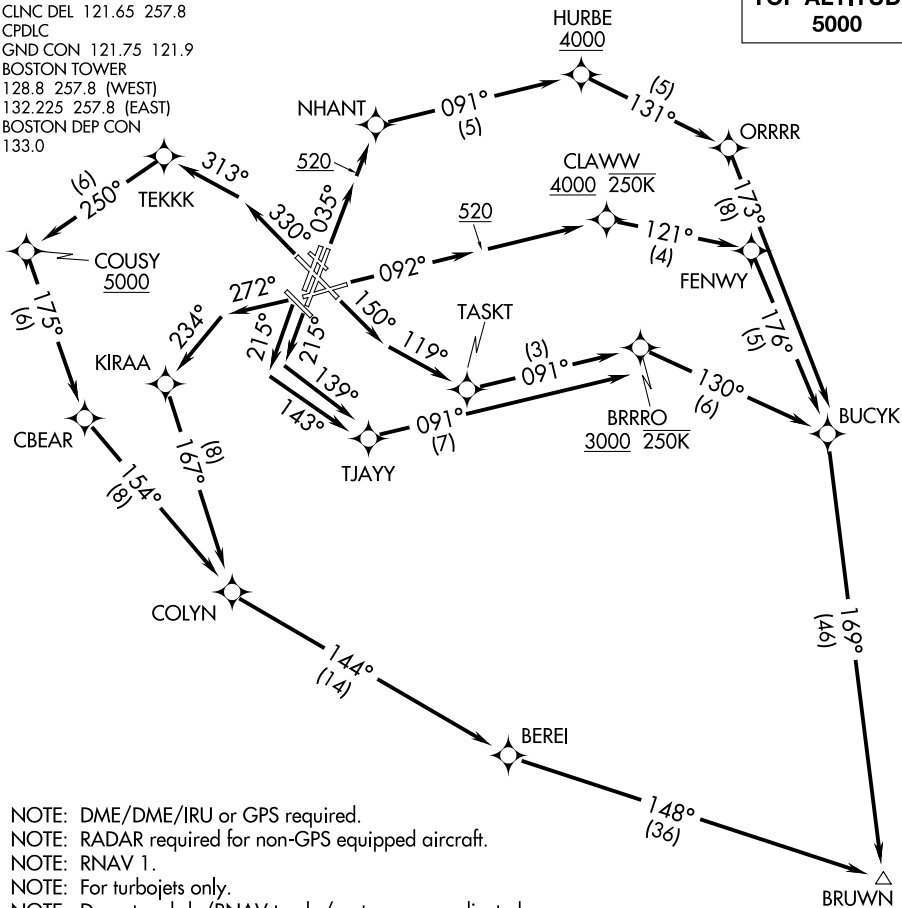 CLNC DEL 121.65 257.8
CPDLC
GND CON 121.75 121.9
BOSTON TOWER
128.8 257.8 (WEST)
132.225 257.8 (EAST)
BOSTON DEP CON
133.0
5000
HURBE
4000
NHANT
091°
(5)
(5)
131°
ORRRR
520
035°
TEKKK
313°
330°
(6)
250°
CLAWW
4000 250K
173°
(8)
520
092°
121°
(4)
FENWY
COUSY
5000
272°
150°
TASKT
176°
(5)
175°
(6)
234°
215°
215°
119°
(3)
091°
KIRAA
139°
143°
091°
(7)
BRRRO
3000 250K
130°
(6)
BUCYK
CBEAR
TJAYY
(8)
167°
154°
(8)
COLYN
169°
(46)
144°
(14)
BEREI
148°
(36)
BRUWN
NOTE: DME/DME/IRU or GPS required.
NOTE: RADAR required for non-GPS equipped aircraft.
NOTE: RNAV 1.
NOTE: For turbojets only.